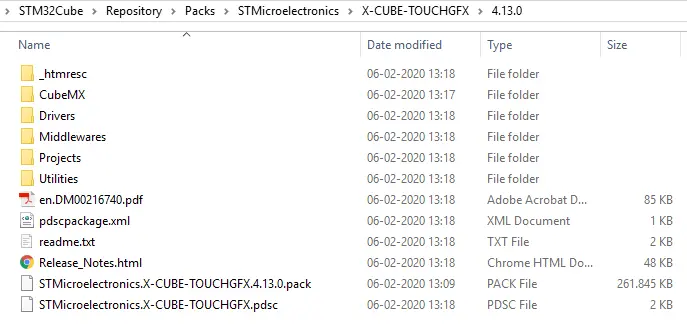 STM32Cube > Repository > Packs > STMicroelectronics > X-CUBE-TOUCHGFX > 4.13.0
Name Date modified Type Size
_htmresc 06-02-2020 13:18 File folder
CubeMX 06-02-2020 13:17 File folder
Drivers 06-02-2020 13:18 File folder
Middlewares 06-02-2020 13:18 File folder
Projects 06-02-2020 13:18 File folder
Utilities 06-02-2020 13:18 File folder
en.DM00216740.pdf 06-02-2020 13:18 Adobe Acrobat D... 85 KB
pdscpackage.xml 06-02-2020 13:18 XML Document 1 KB
readme.txt 06-02-2020 13:18 TXT File 2 KB
Release_Notes.html 06-02-2020 13:18 Chrome HTML Do... 48 KB
STMicroelectronics.X-CUBE-TOUCHGFX.4.13.0.pack 06-02-2020 13:09 PACK File 261.845 KB
STMicroelectronics.X-CUBE-TOUCHGFX.pdsc 06-02-2020 13:18 PDSC File 2 KB